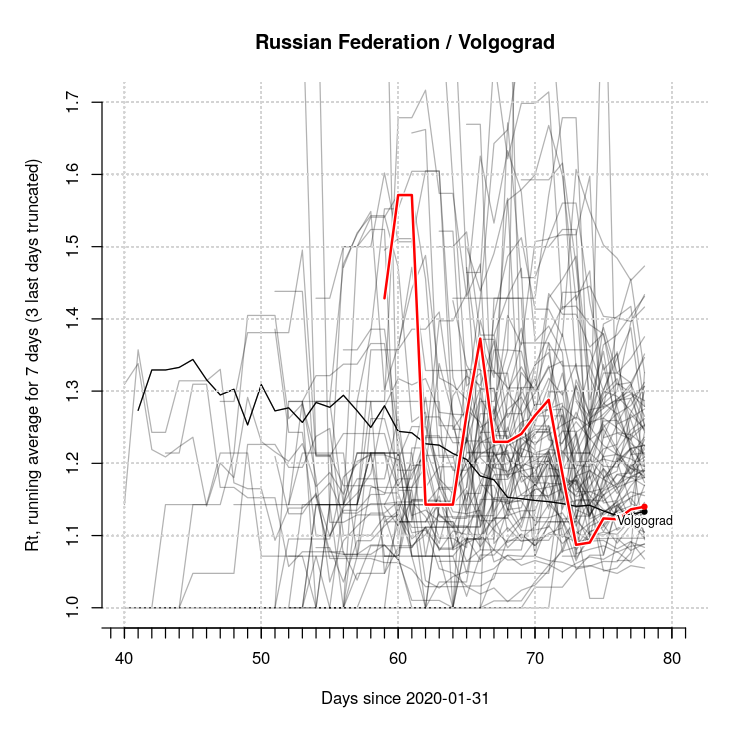 Russian Federation / Volgograd
Rt, running average for 7 days (3 last days truncated)
1.7
1.6
1.5
1.4
1.3
1.2
1.1
1.0
Volgograd
40 50 60 70 80
Days since 2020-01-31